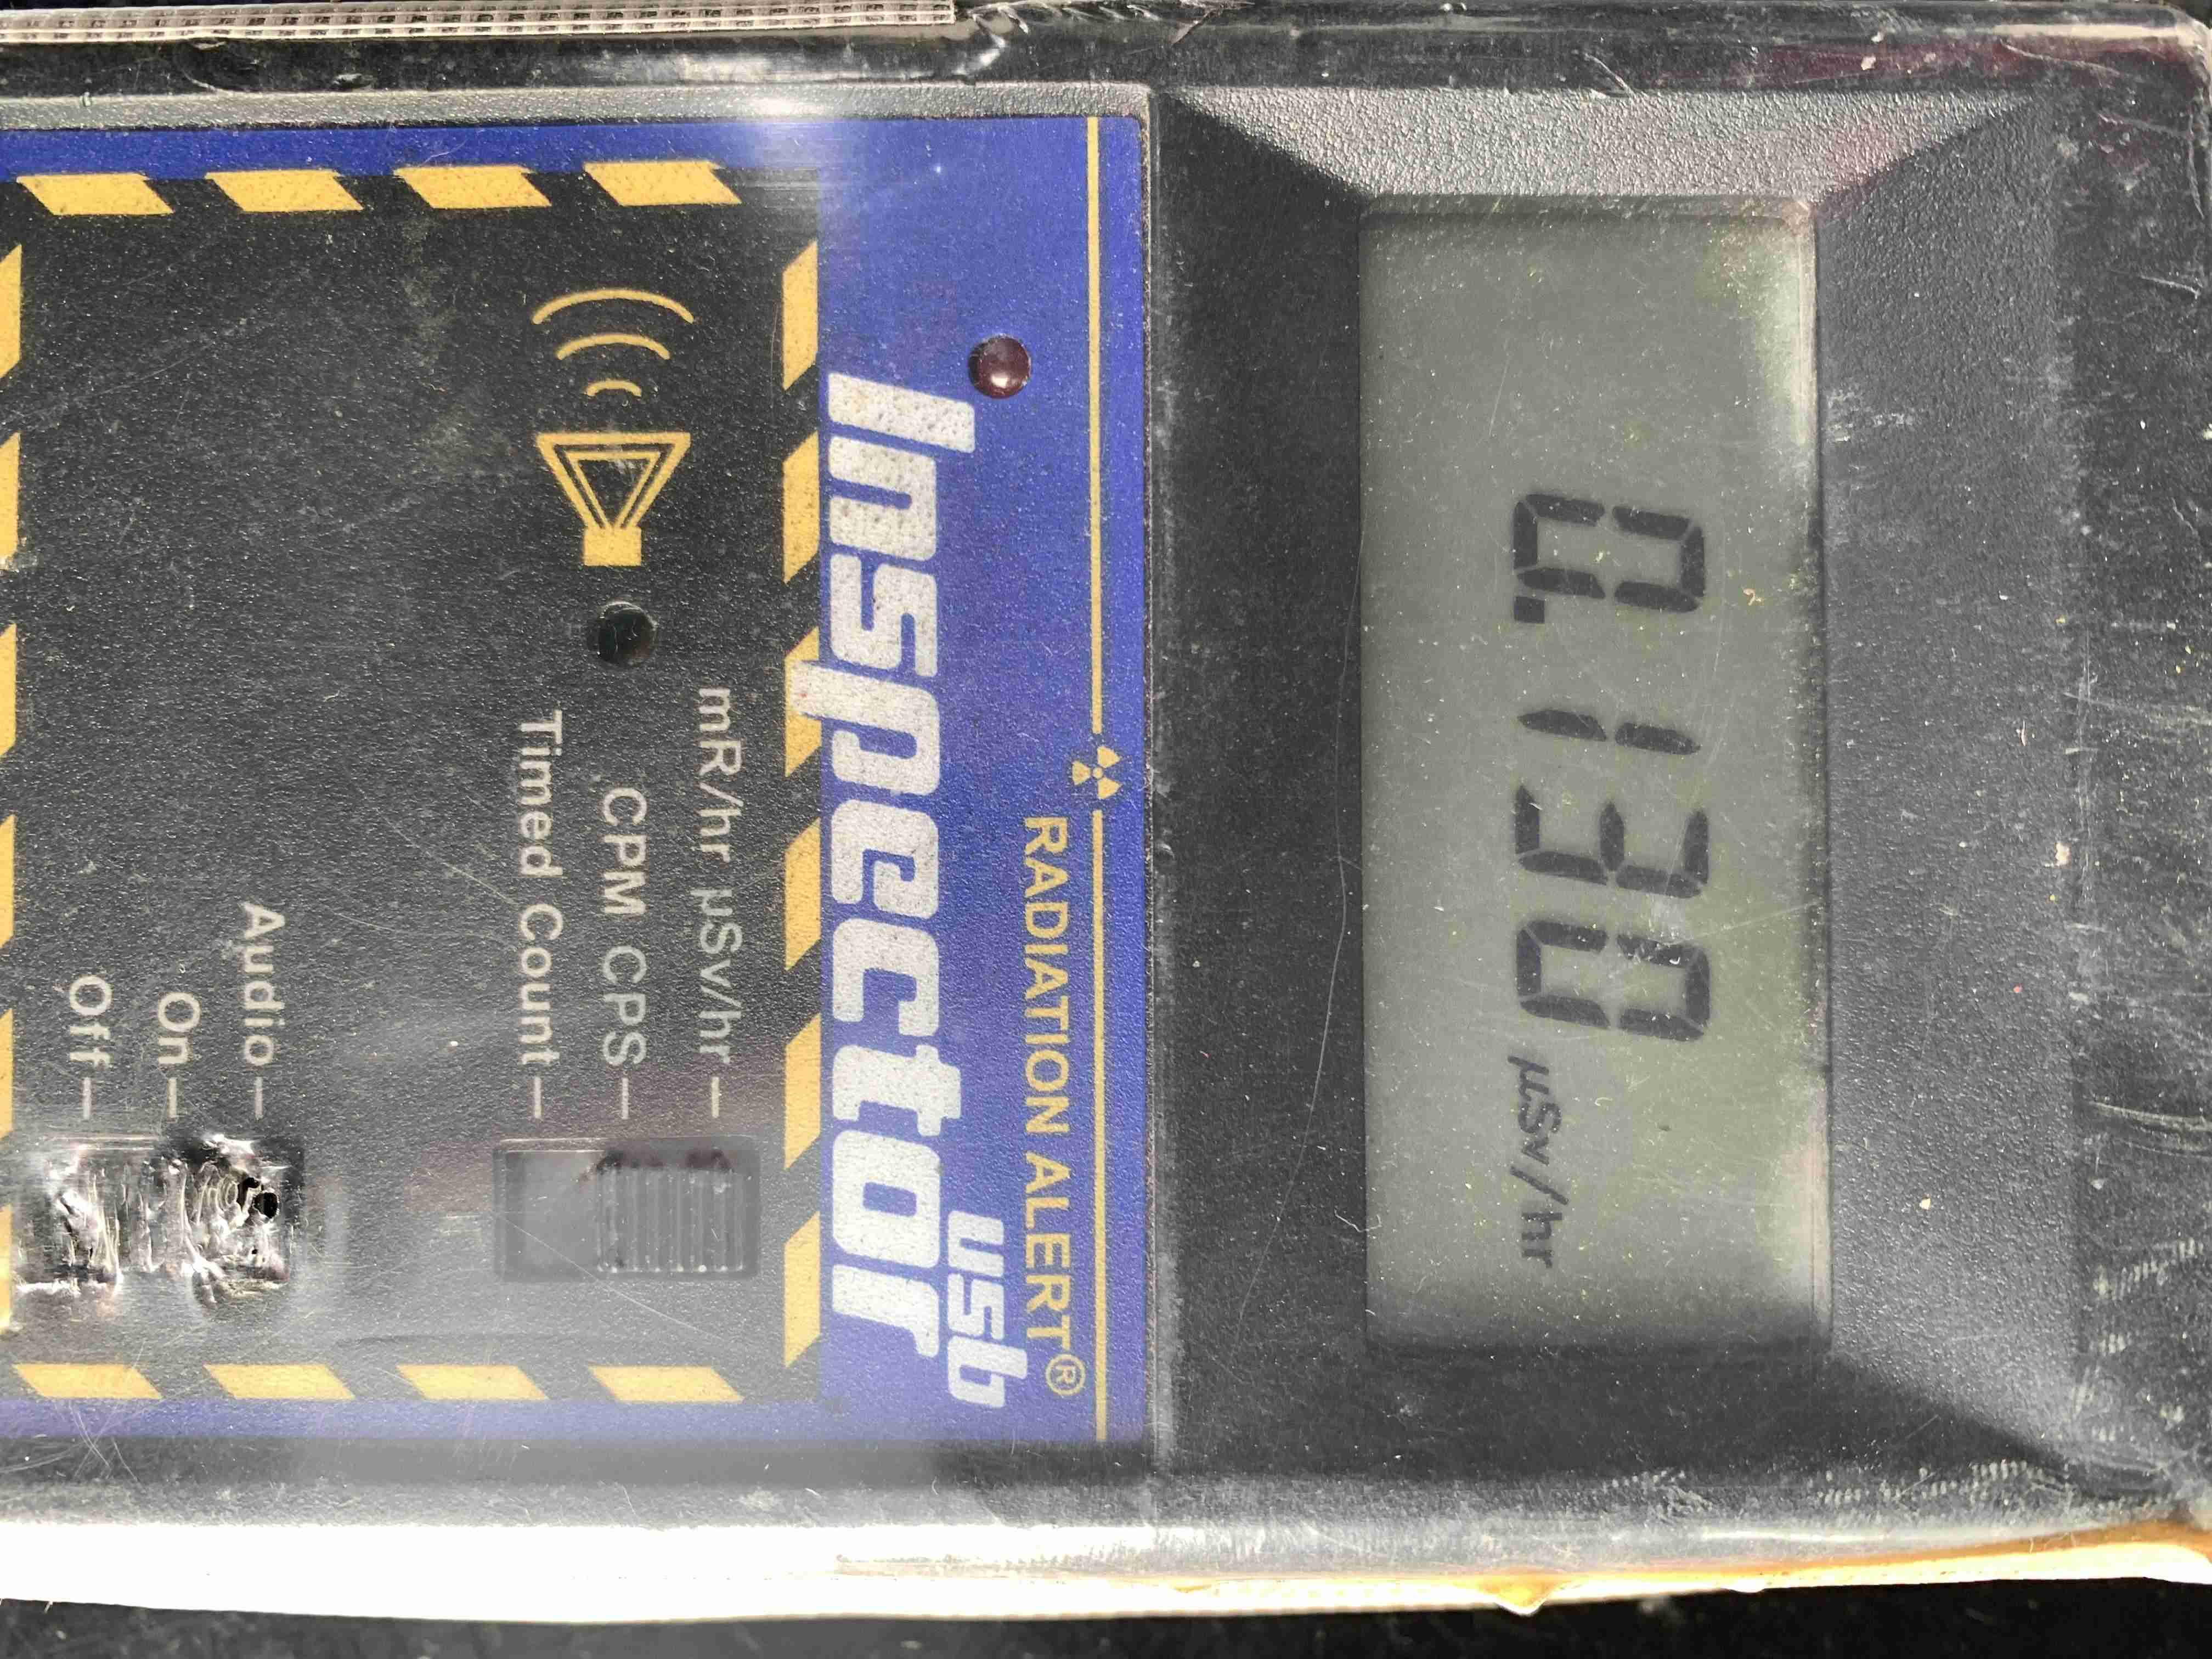 0.130 µSv/hr
RADIATION ALERT®
Inspector usb
mR/hr µSv/hr
CPM CPS
Timed Count
Audio
On
Off